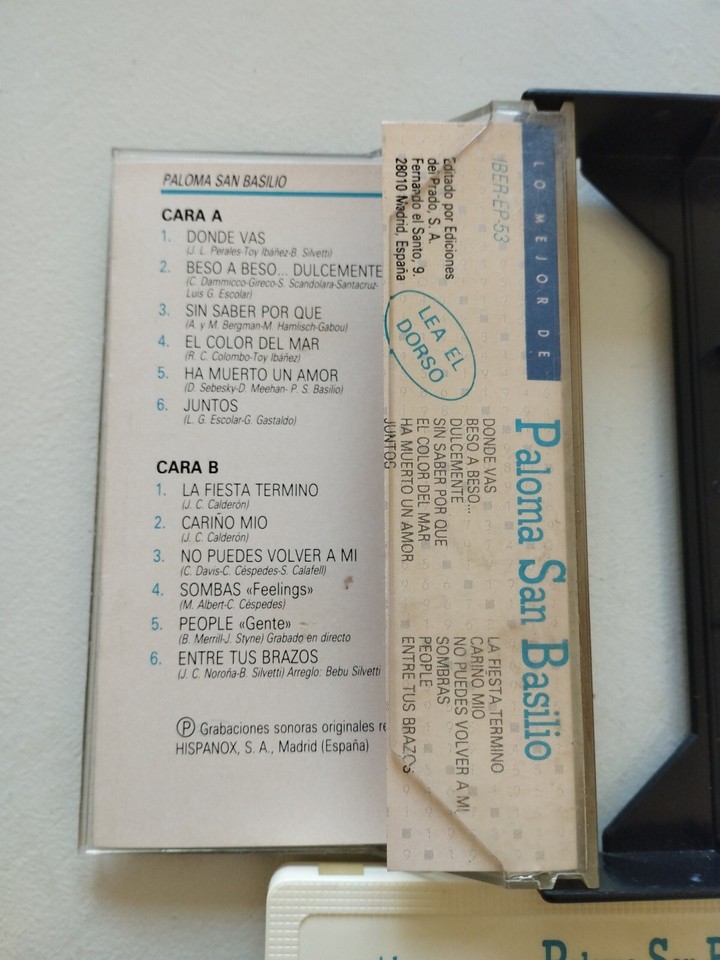 PALOMA SAN BASILIO
CARA A
1. DONDE VAS
(J. L. Perales-Toy Ibáñez-B. Silvetti)
2. BESO A BESO... DULCEMENTE
(C. Dammicco-Gireco-S. Scandolara-Santacruz-
Luis G. Escolar)
3. SIN SABER POR QUE
(A. y M. Bergman-M. Hamlisch-Gabou)
4. EL COLOR DEL MAR
(R. C. Colombo-Toy Ibáñez)
5. HA MUERTO UN AMOR
(D. Sebesky-D. Meehan- P. S. Basilio)
6. JUNTOS
(L. G. Escolar-G. Gastaldo)
CARA B
1. LA FIESTA TERMINO
(J. C. Calderón)
2. CARIÑO MIO
(J. C. Calderón)
3. NO PUEDES VOLVER A MI
(C. Davis-C. Céspedes-S. Calafell)
4. SOMBAS «Feelings»
(M. Albert-C. Céspedes)
5. PEOPLE «Gente»
(B. Merrill-J. Styne) Grabado en directo
6. ENTRE TUS BRAZOS
(J. C. Noroña-B. Silvetti) Arreglo: Bebu Silvetti
Ⓟ Grabaciones sonoras originales
HISPANOX, S. A., Madrid (España)
LO MEJOR DE
Paloma San Basilio
IBER-EP-53
Editado por Ediciones
del Prado, S. A.
Fernando el Santo, 9.
28010 Madrid, España
LEA EL
DORSO
DONDE VAS
BESO A BESO...
DULCEMENTE
SIN SABER POR QUE
EL COLOR DEL MAR
HA MUERTO UN AMOR
JUNTOS
LA FIESTA TERMINO
CARIÑO MIO
NO PUEDES VOLVER A MI
SOMBRAS
PEOPLE
ENTRE TUS BRAZOS
Paloma San